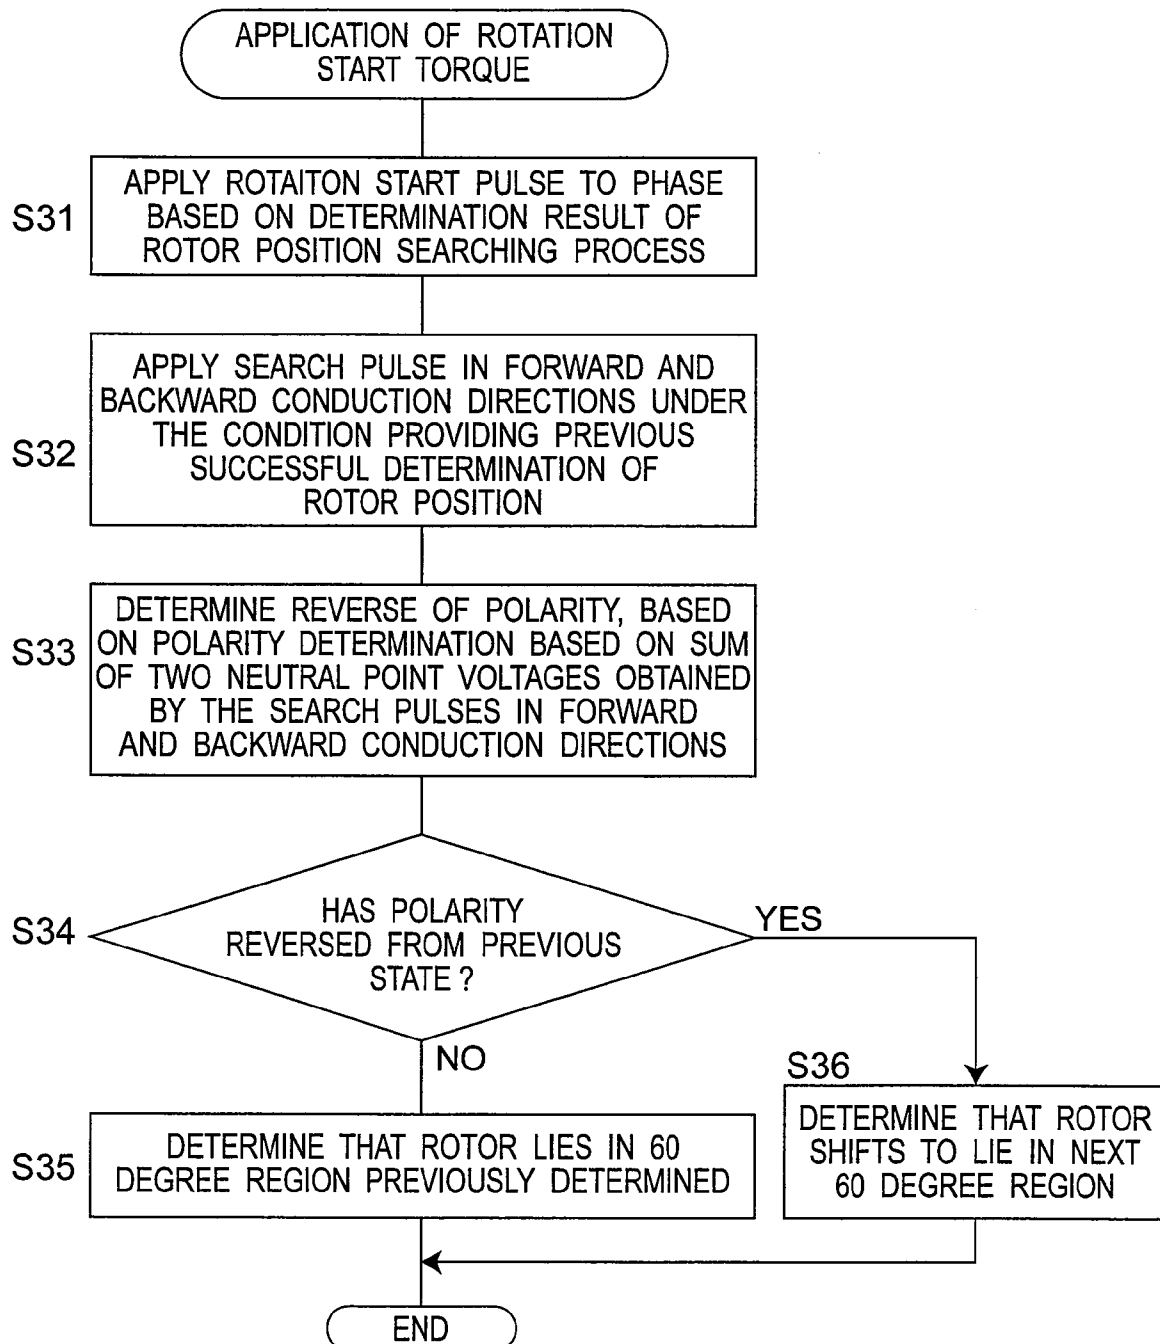 APPLICATION OF ROTATION
START TORQUE
S31
APPLY ROTAITON START PULSE TO PHASE
BASED ON DETERMINATION RESULT OF
ROTOR POSITION SEARCHING PROCESS
S32
APPLY SEARCH PULSE IN FORWARD AND
BACKWARD CONDUCTION DIRECTIONS UNDER
THE CONDITION PROVIDING PREVIOUS
SUCCESSFUL DETERMINATION OF
ROTOR POSITION
S33
DETERMINE REVERSE OF POLARITY, BASED
ON POLARITY DETERMINATION BASED ON SUM
OF TWO NEUTRAL POINT VOLTAGES OBTAINED
BY THE SEARCH PULSES IN FORWARD
AND BACKWARD CONDUCTION DIRECTIONS
S34
HAS POLARITY
REVERSED FROM PREVIOUS
STATE ?
YES
NO
S35
DETERMINE THAT ROTOR LIES IN 60
DEGREE REGION PREVIOUSLY DETERMINED
S36
DETERMINE THAT ROTOR
SHIFTS TO LIE IN NEXT
60 DEGREE REGION
END